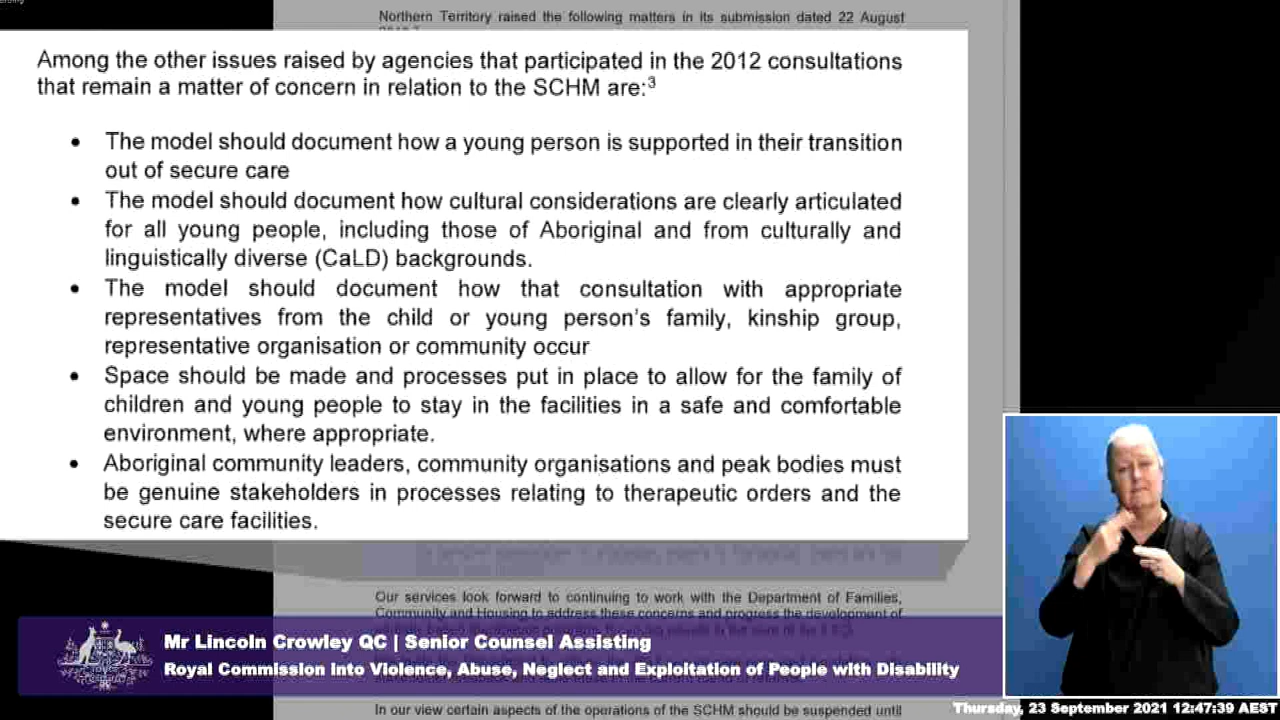 Northern Territory raised the following matters in its submission dated 22 August
Among the other issues raised by agencies that participated in the 2012 consultations
that remain a matter of concern in relation to the SCHM are:3
• The model should document how a young person is supported in their transition
out of secure care
• The model should document how cultural considerations are clearly articulated
for all young people, including those of Aboriginal and from culturally and
linguistically diverse (CaLD) backgrounds.
• The model should document how that consultation with appropriate
representatives from the child or young person's family, kinship group,
representative organisation or community occur
• Space should be made and processes put in place to allow for the family of
children and young people to stay in the facilities in a safe and comfortable
environment, where appropriate.
• Aboriginal community leaders, community organisations and peak bodies must
be genuine stakeholders in processes relating to therapeutic orders and the
secure care facilities.
Our services look forward to continuing to work with the Department of Families,
Community and Housing to address these concerns and progress the development of
Mr Lincoln Crowley QC | Senior Counsel Assisting
Royal Commission into Violence, Abuse, Neglect and Exploitation of People with Disability
In our view certain aspects of the operations of the SCHM should be suspended until
Thursday, 23 September 2021 12:47:39 AEST